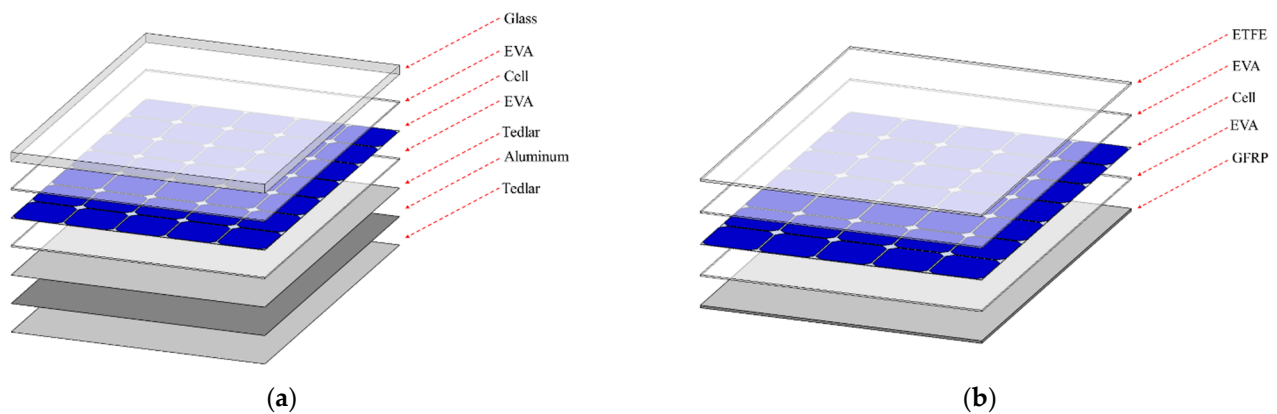 Glass
EVA
Cell
EVA
Tedlar
Aluminum
Tedlar
(a)
ETFE
EVA
Cell
EVA
GFRP
(b)